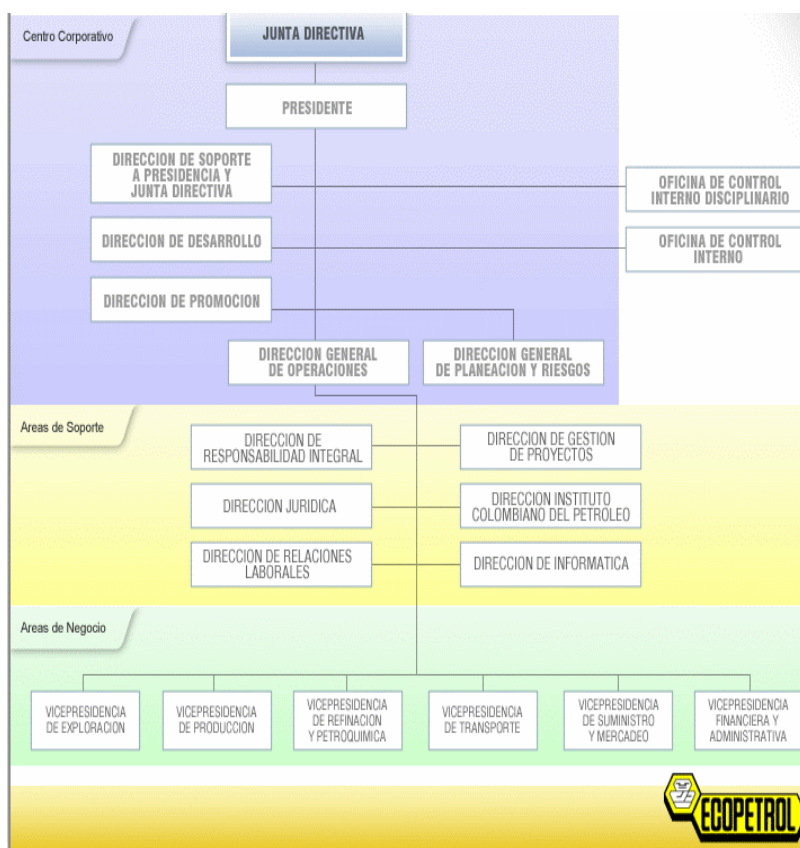 Centro Corporativo
JUNTA DIRECTIVA
PRESIDENTE
DIRECCION DE SOPORTE
A PRESIDENCIA Y
JUNTA DIRECTIVA
OFICINA DE CONTROL
INTERNO DISCIPLINARIO
DIRECCION DE DESARROLLO
OFICINA DE CONTROL
INTERNO
DIRECCION DE PROMOCION
DIRECCION GENERAL
DE OPERACIONES
DIRECCION GENERAL
DE PLANEACION Y RIESGOS
Areas de Soporte
DIRECCION DE
RESPONSABILIDAD INTEGRAL
DIRECCION DE GESTION
DE PROYECTOS
DIRECCION JURIDICA
DIRECCION INSTITUTO
COLOMBIANO DEL PETROLEO
DIRECCION DE RELACIONES
LABORALES
DIRECCION DE INFORMATICA
Areas de Negocio
VICEPRESIDENCIA
DE EXPLORACION
VICEPRESIDENCIA
DE PRODUCCION
VICEPRESIDENCIA
DE REFINACION
Y PETROQUIMICA
VICEPRESIDENCIA
DE TRANSPORTE
VICEPRESIDENCIA
DE SUMINISTRO
Y MERCADEO
VICEPRESIDENCIA
FINANCIERA Y
ADMINISTRATIVA
ECOPETROL